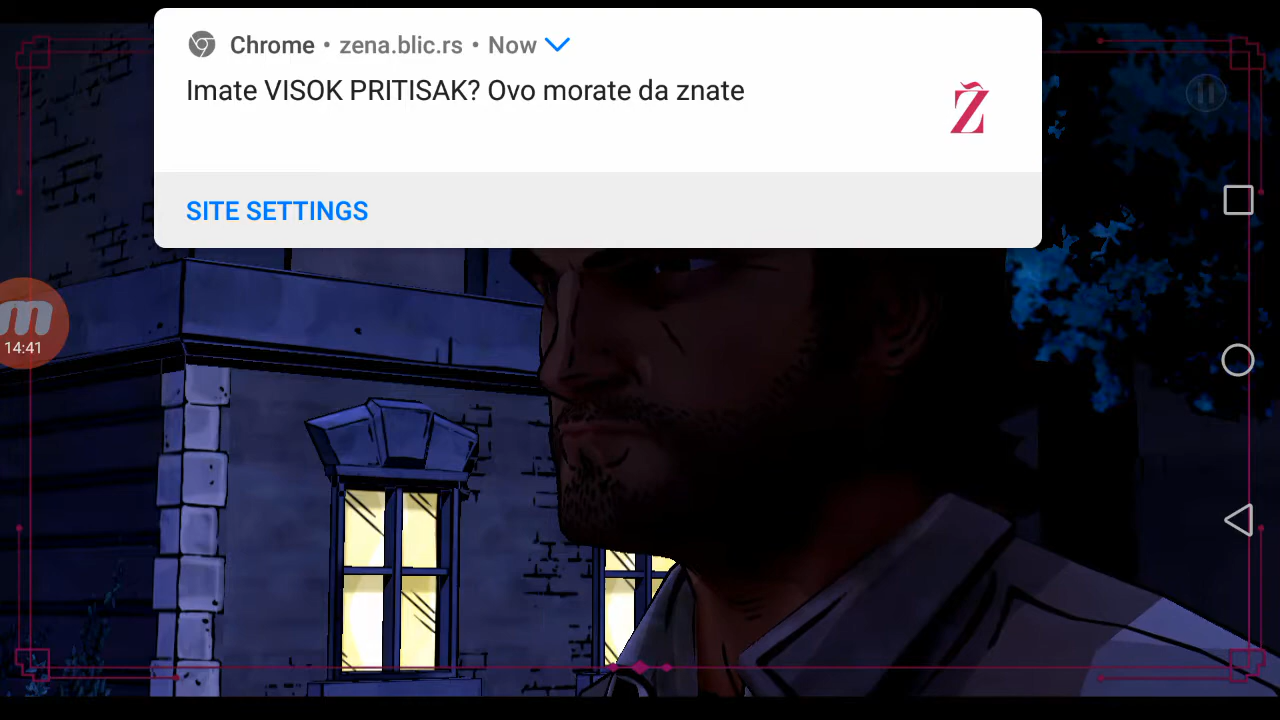 Chrome • zena.blic.rs • Now
Imate VISOK PRITISAK? Ovo morate da znate
Ž
SITE SETTINGS
m
14:41